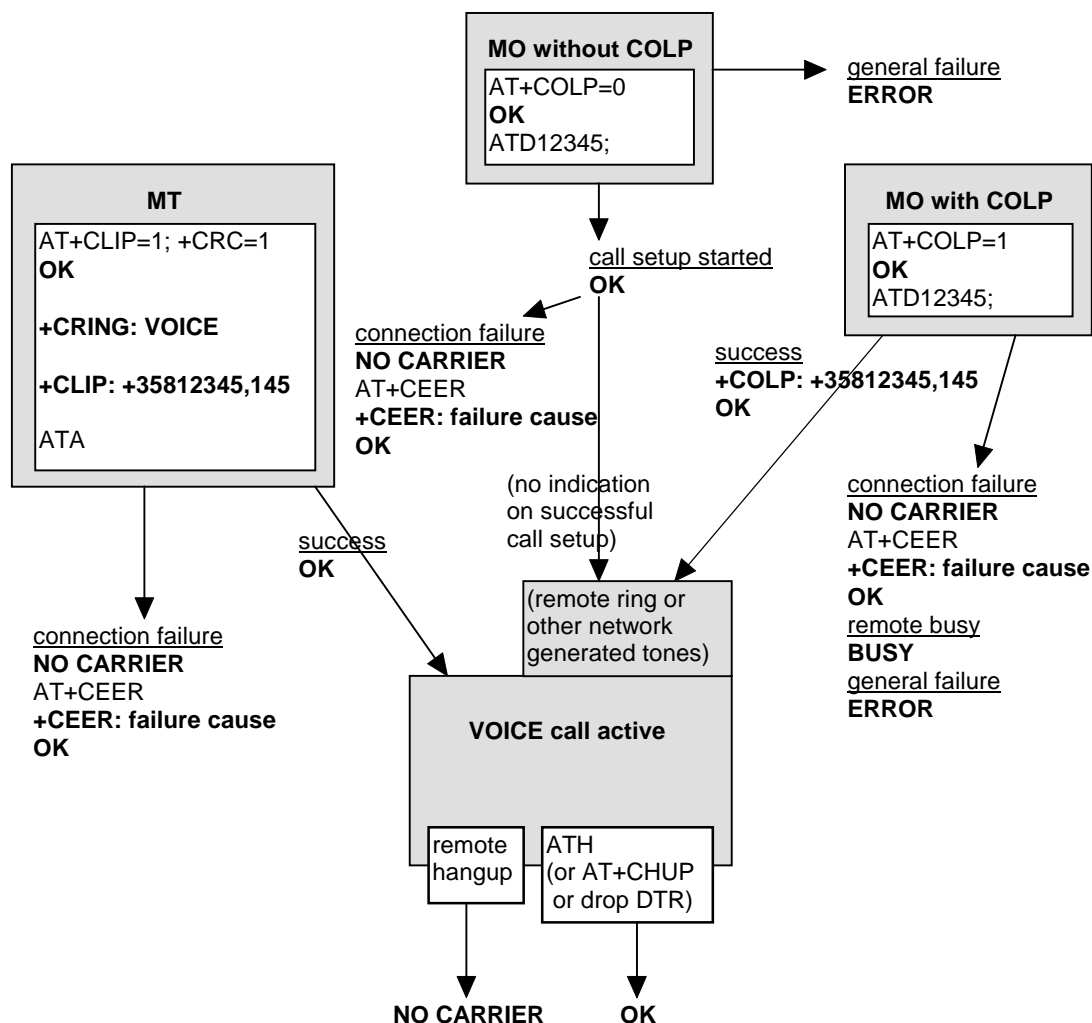 MO without COLP
AT+COLP=0
OK
ATD12345;
general failure
ERROR
MT
AT+CLIP=1; +CRC=1
OK
+CRING: VOICE
+CLIP: +35812345,145
ATA
MO with COLP
AT+COLP=1
OK
ATD12345;
call setup started
OK
connection failure
NO CARRIER
AT+CEER
+CEER: failure cause
OK
success
+COLP: +35812345,145
OK
(no indication
on successful
call setup)
success
OK
connection failure
NO CARRIER
AT+CEER
+CEER: failure cause
OK
remote busy
BUSY
general failure
ERROR
connection failure
NO CARRIER
AT+CEER
+CEER: failure cause
OK
(remote ring or
other network
generated tones)
VOICE call active
remote
hangup
ATH
(or AT+CHUP
or drop DTR)
NO CARRIER
OK